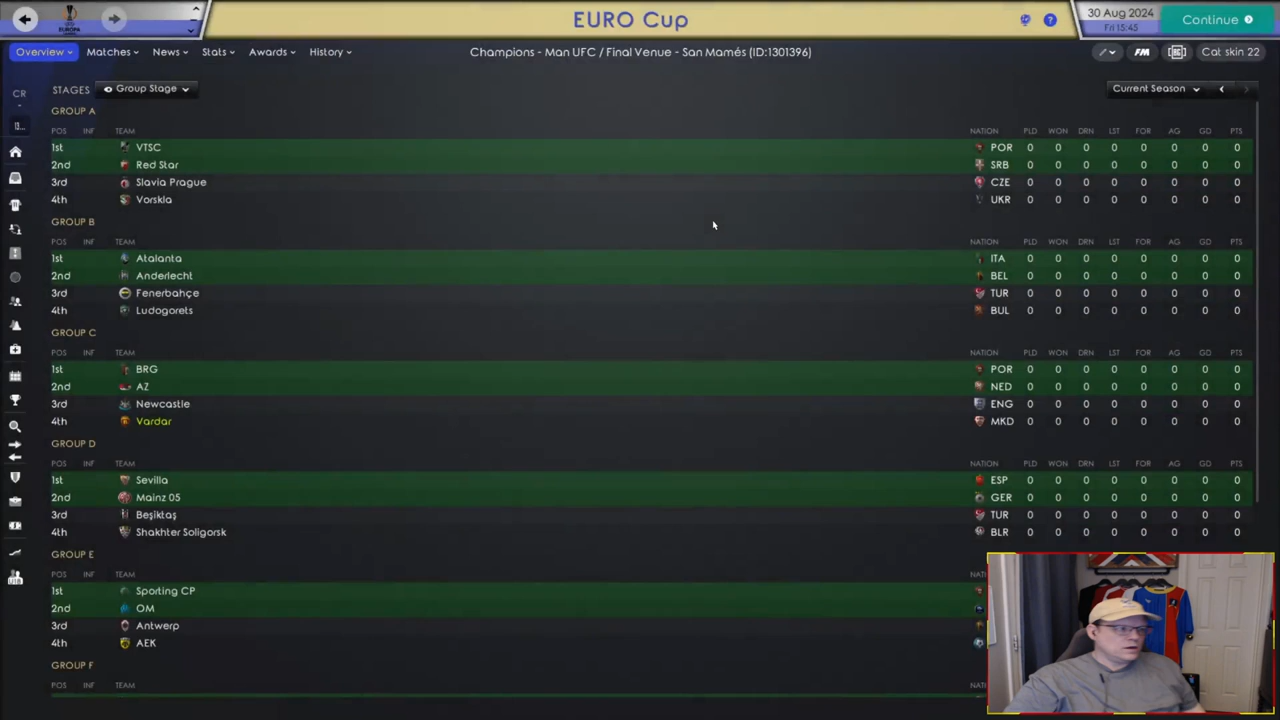 EURO Cup
30 Aug 2024
Fri 15:45
Continue
Overview Matches News Stats Awards History
Champions - Man UFC / Final Venue - San Mamés (ID:1301396)
FM
Cat skin 22
CR
STAGES Group Stage
Current Season
GROUP A
POS INF TEAM NATION PLD WON DRN LST FOR AG GD PTS
1st VTSC POR 0 0 0 0 0 0 0 0
2nd Red Star SRB 0 0 0 0 0 0 0 0
3rd Slavia Prague CZE 0 0 0 0 0 0 0 0
4th Vorskla UKR 0 0 0 0 0 0 0 0
GROUP B
POS INF TEAM NATION PLD WON DRN LST FOR AG GD PTS
1st Atalanta ITA 0 0 0 0 0 0 0 0
2nd Anderlecht BEL 0 0 0 0 0 0 0 0
3rd Fenerbahçe TUR 0 0 0 0 0 0 0 0
4th Ludogorets BUL 0 0 0 0 0 0 0 0
GROUP C
POS INF TEAM NATION PLD WON DRN LST FOR AG GD PTS
1st BRG POR 0 0 0 0 0 0 0 0
2nd AZ NED 0 0 0 0 0 0 0 0
3rd Newcastle ENG 0 0 0 0 0 0 0 0
4th Vardar MKD 0 0 0 0 0 0 0 0
GROUP D
POS INF TEAM NATION PLD WON DRN LST FOR AG GD PTS
1st Sevilla ESP 0 0 0 0 0 0 0 0
2nd Mainz 05 GER 0 0 0 0 0 0 0 0
3rd Beşiktaş TUR 0 0 0 0 0 0 0 0
4th Shakhter Soligorsk BLR 0 0 0 0 0 0 0 0
GROUP E
POS INF TEAM NATI
1st Sporting CP
2nd OM
3rd Antwerp
4th AEK
GROUP F
POS INF TEAM NATI